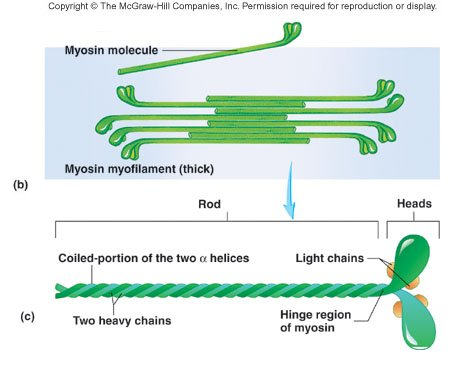 Copyright © The McGraw-Hill Companies, Inc. Permission required for reproduction or display.
Myosin molecule
Myosin myofilament (thick)
(b)
Rod
Heads
Coiled-portion of the two α helices
Light chains
(c)
Two heavy chains
Hinge region
of myosin